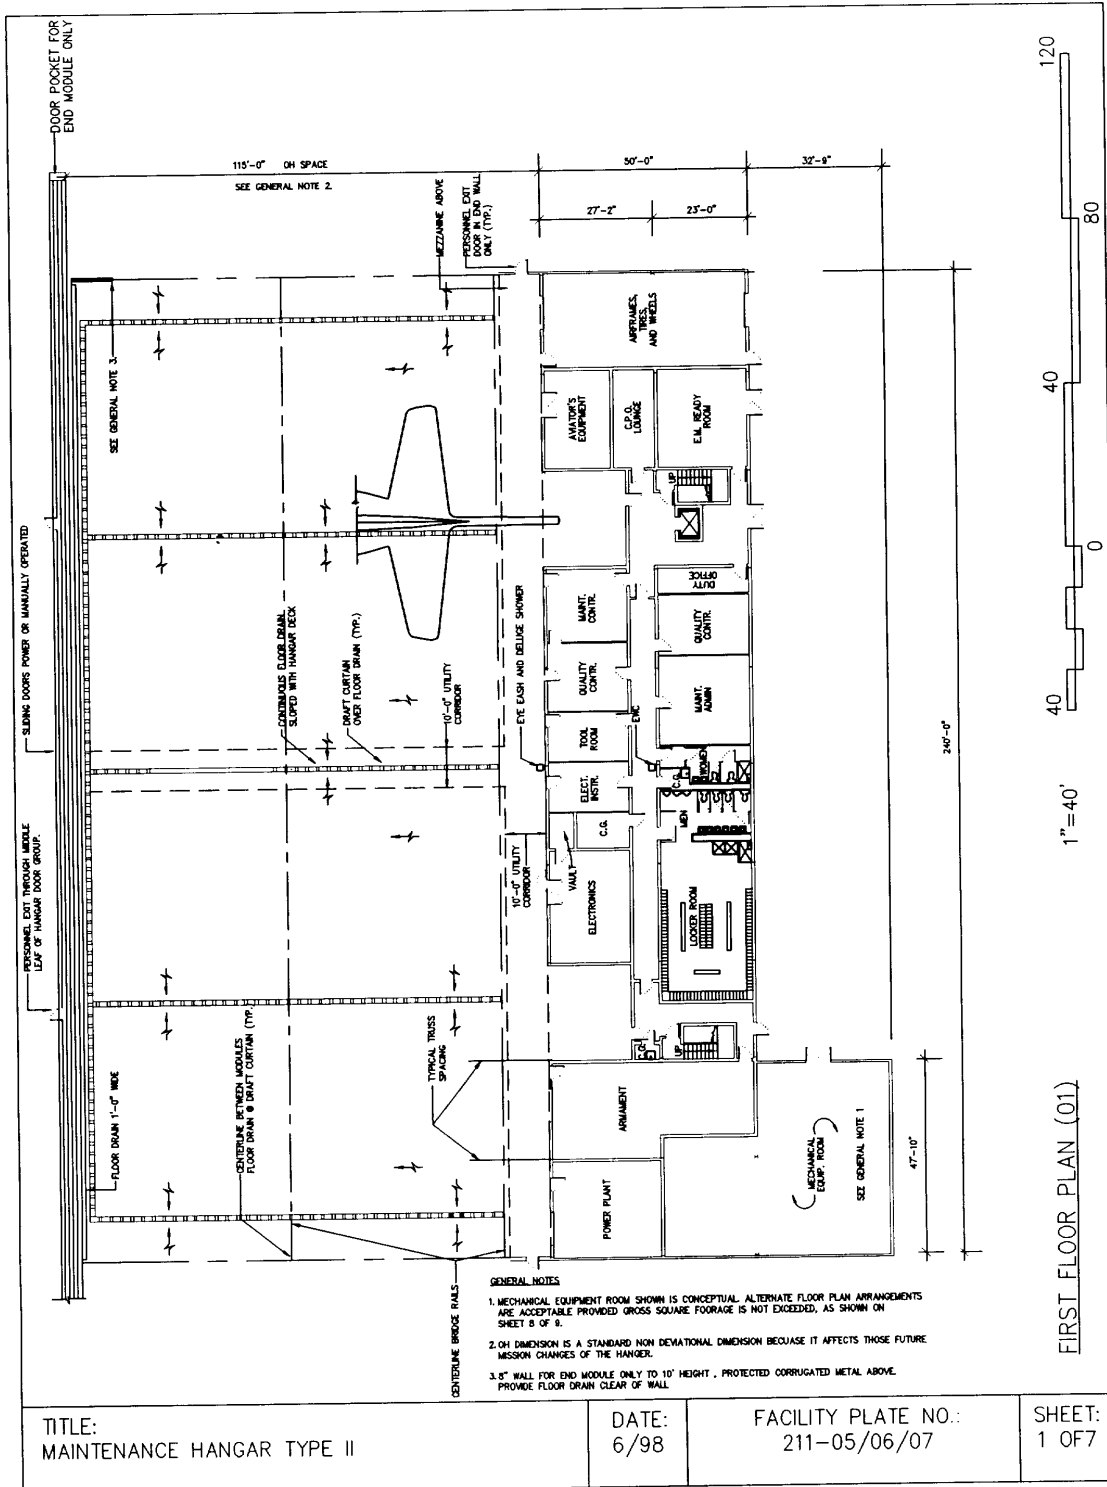 DOOR POCKET FOR
END MODULE ONLY
SLIDING DOORS POWER OR MANUALLY OPERATED
PERSONNEL EXIT THROUGH MIDDLE
LEAF OF HANGAR DOOR GROUP.
115'-0" OH SPACE
SEE GENERAL NOTE 2.
50'-0"
32'-9"
27'-2"
23'-0"
MEZZANINE ABOVE
PERSONNEL EXIT
DOOR IN END WALL
ONLY (TYP.)
SEE GENERAL NOTE 3.
CONTINUOUS FLOOR DRAIN
SLOPED WITH HANGAR DECK
DRAFT CURTAIN
OVER FLOOR DRAIN (TYP.)
10'-0" UTILITY
CORRIDOR
EYE EASH AND DELUGE SHOWER
EWC
10'-0" UTILITY
CORRIDOR
FLOOR DRAIN 1'-0" WIDE
CENTERLINE BETWEEN MODULES
FLOOR DRAIN @ DRAFT CURTAIN (TYP.
TYPICAL TRUSS
SPACING
CENTERLINE BRIDGE RAILS
AIRFRAMES,
TIRES,
AND WHEELS
AVIATOR'S
EQUIPMENT
C.P.O.
LOUNGE
E.M. READY
ROOM
UP
DUTY
OFFICE
MAINT.
CONTR.
QUALITY
CONTR.
QUALITY
CONTR.
MAINT.
ADMIN
TOOL
ROOM
ELECT.
INSTR.
C.G.
WOMEN
MEN
C.G.
VAULT
ELECTRONICS
LOCKER ROOM
C.G.
UP
ARMAMENT
POWER PLANT
MECHANICAL
EQUIP. ROOM
SEE GENERAL NOTE 1
47'-10"
240'-0"
GENERAL NOTES
1. MECHANICAL EQUIPMENT ROOM SHOWN IS CONCEPTUAL. ALTERNATE FLOOR PLAN ARRANGEMENTS
ARE ACCEPTABLE PROVIDED GROSS SQUARE FOORAGE IS NOT EXCEEDED, AS SHOWN ON
SHEET 8 OF 9.
2. OH DIMENSION IS A STANDARD NON DEVIATIONAL DIMENSION BECUASE IT AFFECTS THOSE FUTURE
MISSION CHANGES OF THE HANGER.
3. 8" WALL FOR END MODULE ONLY TO 10' HEIGHT , PROTECTED CORRUGATED METAL ABOVE.
PROVIDE FLOOR DRAIN CLEAR OF WALL
FIRST FLOOR PLAN (01)
1"=40'
40
0
40
80
120
TITLE:
MAINTENANCE HANGAR TYPE II
DATE:
6/98
FACILITY PLATE NO.:
211-05/06/07
SHEET:
1 OF7